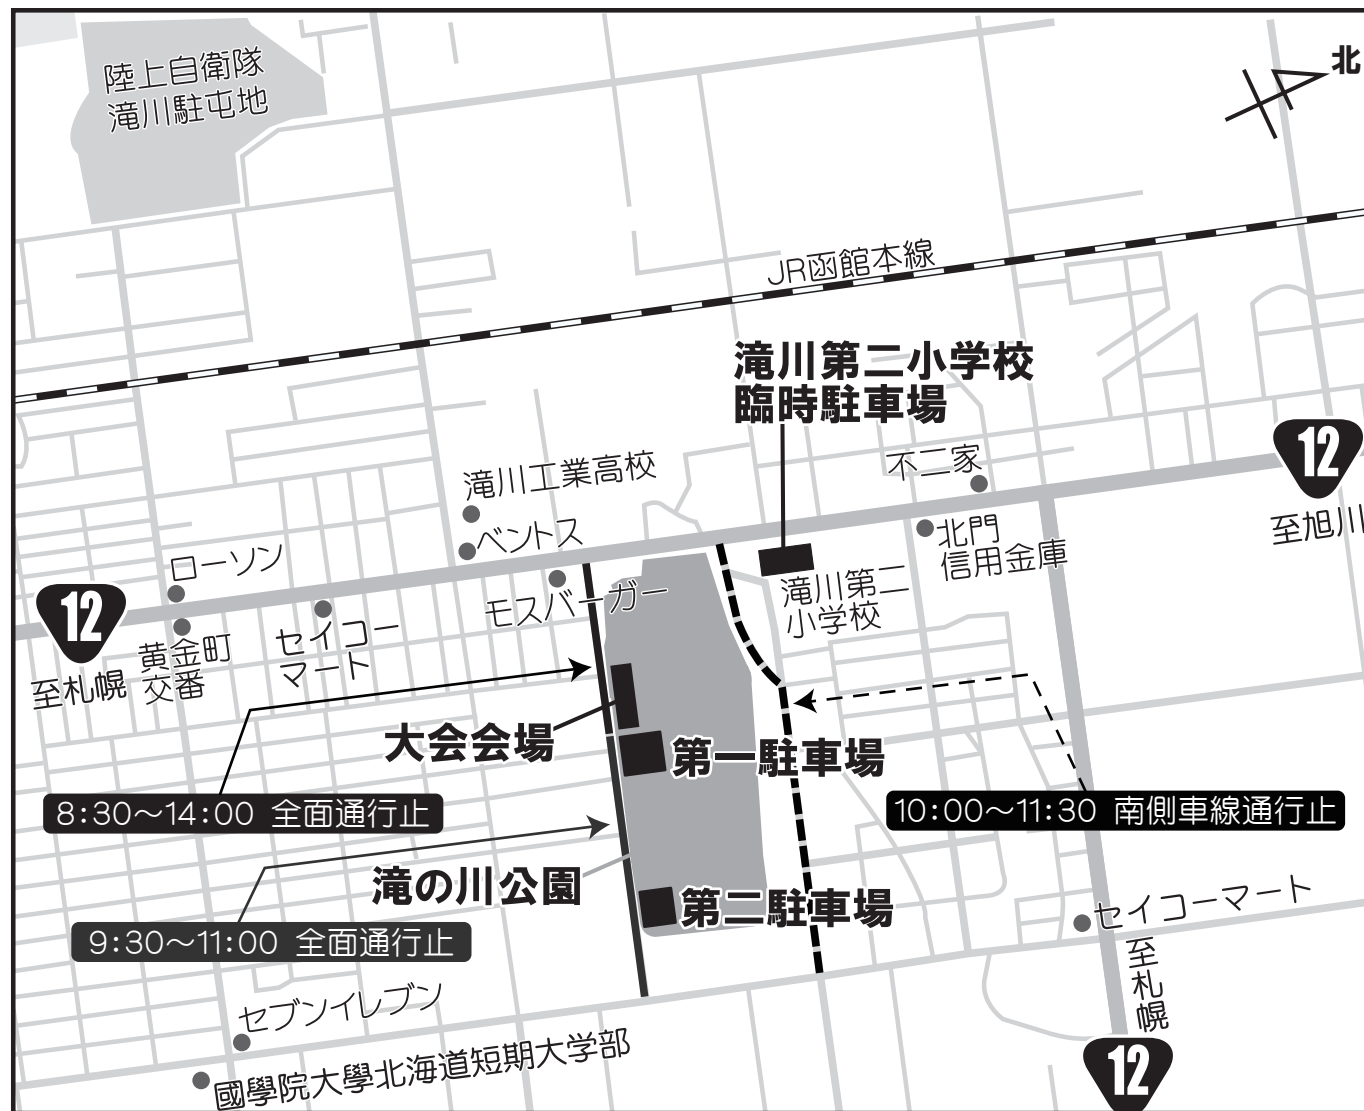 陸上自衛隊
滝川駐屯地
北
JR函館本線
滝川第二小学校
臨時駐車場
12
至旭川
不二家
滝川工業高校
ベントス
北門
信用金庫
ローソン
モスバーガー
滝川第二
小学校
12
至札幌
黄金町
交番
セイコー
マート
大会会場
第一駐車場
8:30〜14:00 全面通行止
10:00〜11:30 南側車線通行止
滝の川公園
第二駐車場
9:30〜11:00 全面通行止
セイコーマート
至札幌
12
セブンイレブン
國學院大學北海道短期大学部